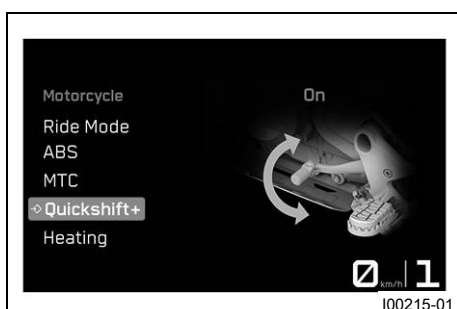 Motorcycle
On
Ride Mode
ABS
MTC
Quickshift+
Heating
0 km/h 1
I00215-01